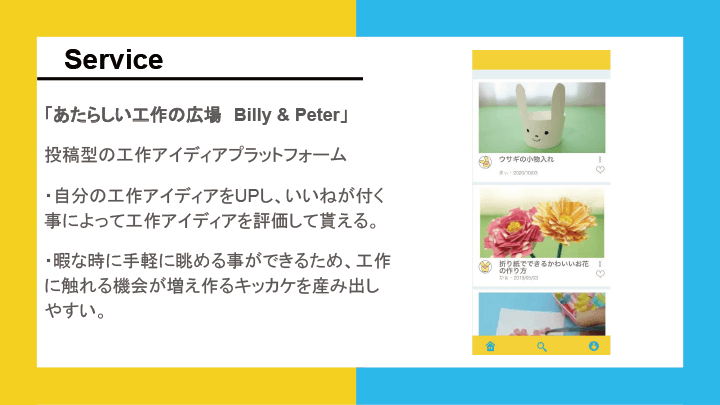 Service
「あたらしい工作の広場　Billy & Peter」
投稿型の工作アイディアプラットフォーム
・自分の工作アイディアをUPし、いいねが付く
事によって工作アイディアを評価して貰える。
・暇な時に手軽に眺める事ができるため、工作
に触れる機会が増え作るキッカケを産み出し
やすい。
ウサギの小物入れ
2020/10/03
折り紙でできるかわいいお花
の作り方